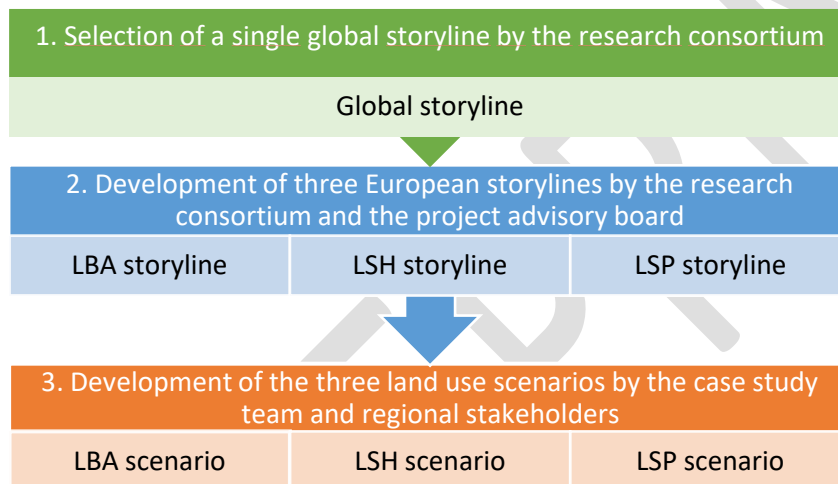 1. Selection of a single global storyline by the research consortium
Global storyline
2. Development of three European storylines by the research
consortium and the project advisory board
LBA storyline LSH storyline LSP storyline
3. Development of the three land use scenarios by the case study
team and regional stakeholders
LBA scenario LSH scenario LSP scenario